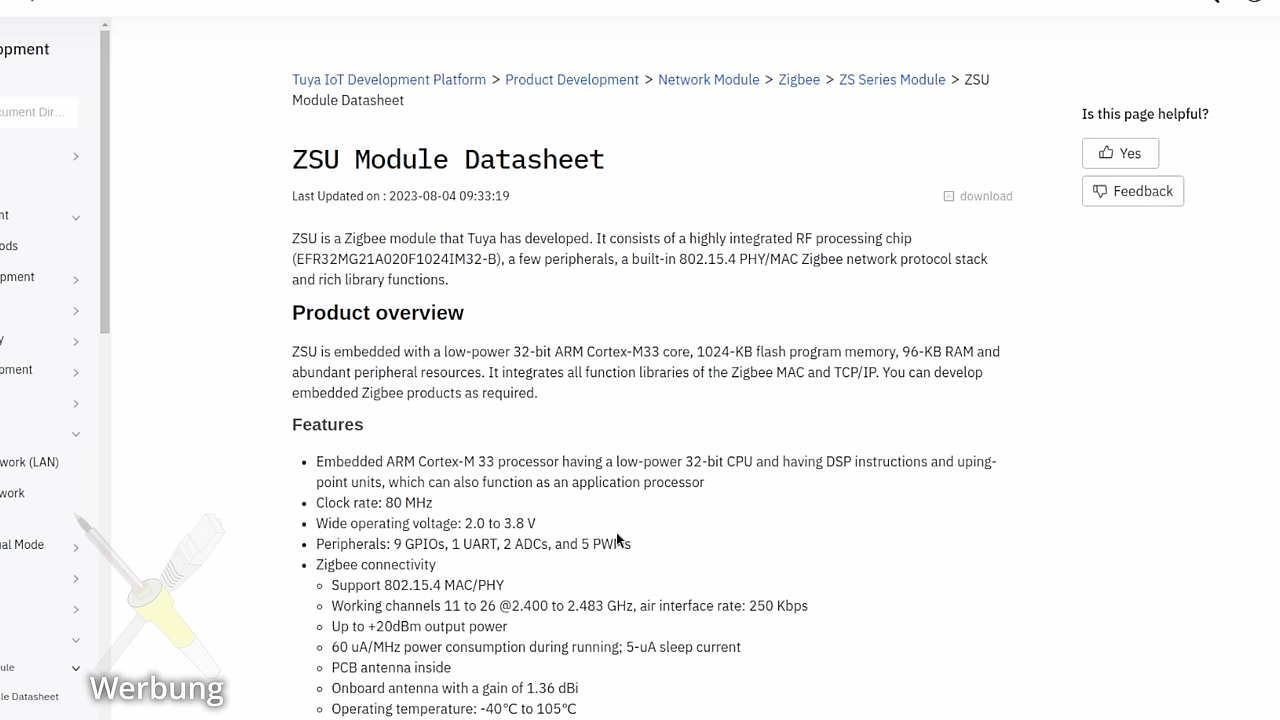 opment
cument Dir...
nt
ods
opment
y
pment
work (LAN)
work
ual Mode
ule
le Datasheet
Tuya IoT Development Platform > Product Development > Network Module > Zigbee > ZS Series Module > ZSU
Module Datasheet
ZSU Module Datasheet
Last Updated on : 2023-08-04 09:33:19
download
ZSU is a Zigbee module that Tuya has developed. It consists of a highly integrated RF processing chip
(EFR32MG21A020F1024IM32-B), a few peripherals, a built-in 802.15.4 PHY/MAC Zigbee network protocol stack
and rich library functions.
Product overview
ZSU is embedded with a low-power 32-bit ARM Cortex-M33 core, 1024-KB flash program memory, 96-KB RAM and
abundant peripheral resources. It integrates all function libraries of the Zigbee MAC and TCP/IP. You can develop
embedded Zigbee products as required.
Features
• Embedded ARM Cortex-M 33 processor having a low-power 32-bit CPU and having DSP instructions and uping-
point units, which can also function as an application processor
• Clock rate: 80 MHz
• Wide operating voltage: 2.0 to 3.8 V
• Peripherals: 9 GPIOs, 1 UART, 2 ADCs, and 5 PWMs
• Zigbee connectivity
◦ Support 802.15.4 MAC/PHY
◦ Working channels 11 to 26 @2.400 to 2.483 GHz, air interface rate: 250 Kbps
◦ Up to +20dBm output power
◦ 60 uA/MHz power consumption during running; 5-uA sleep current
◦ PCB antenna inside
◦ Onboard antenna with a gain of 1.36 dBi
◦ Operating temperature: -40℃ to 105℃
Is this page helpful?
Yes
Feedback
Werbung